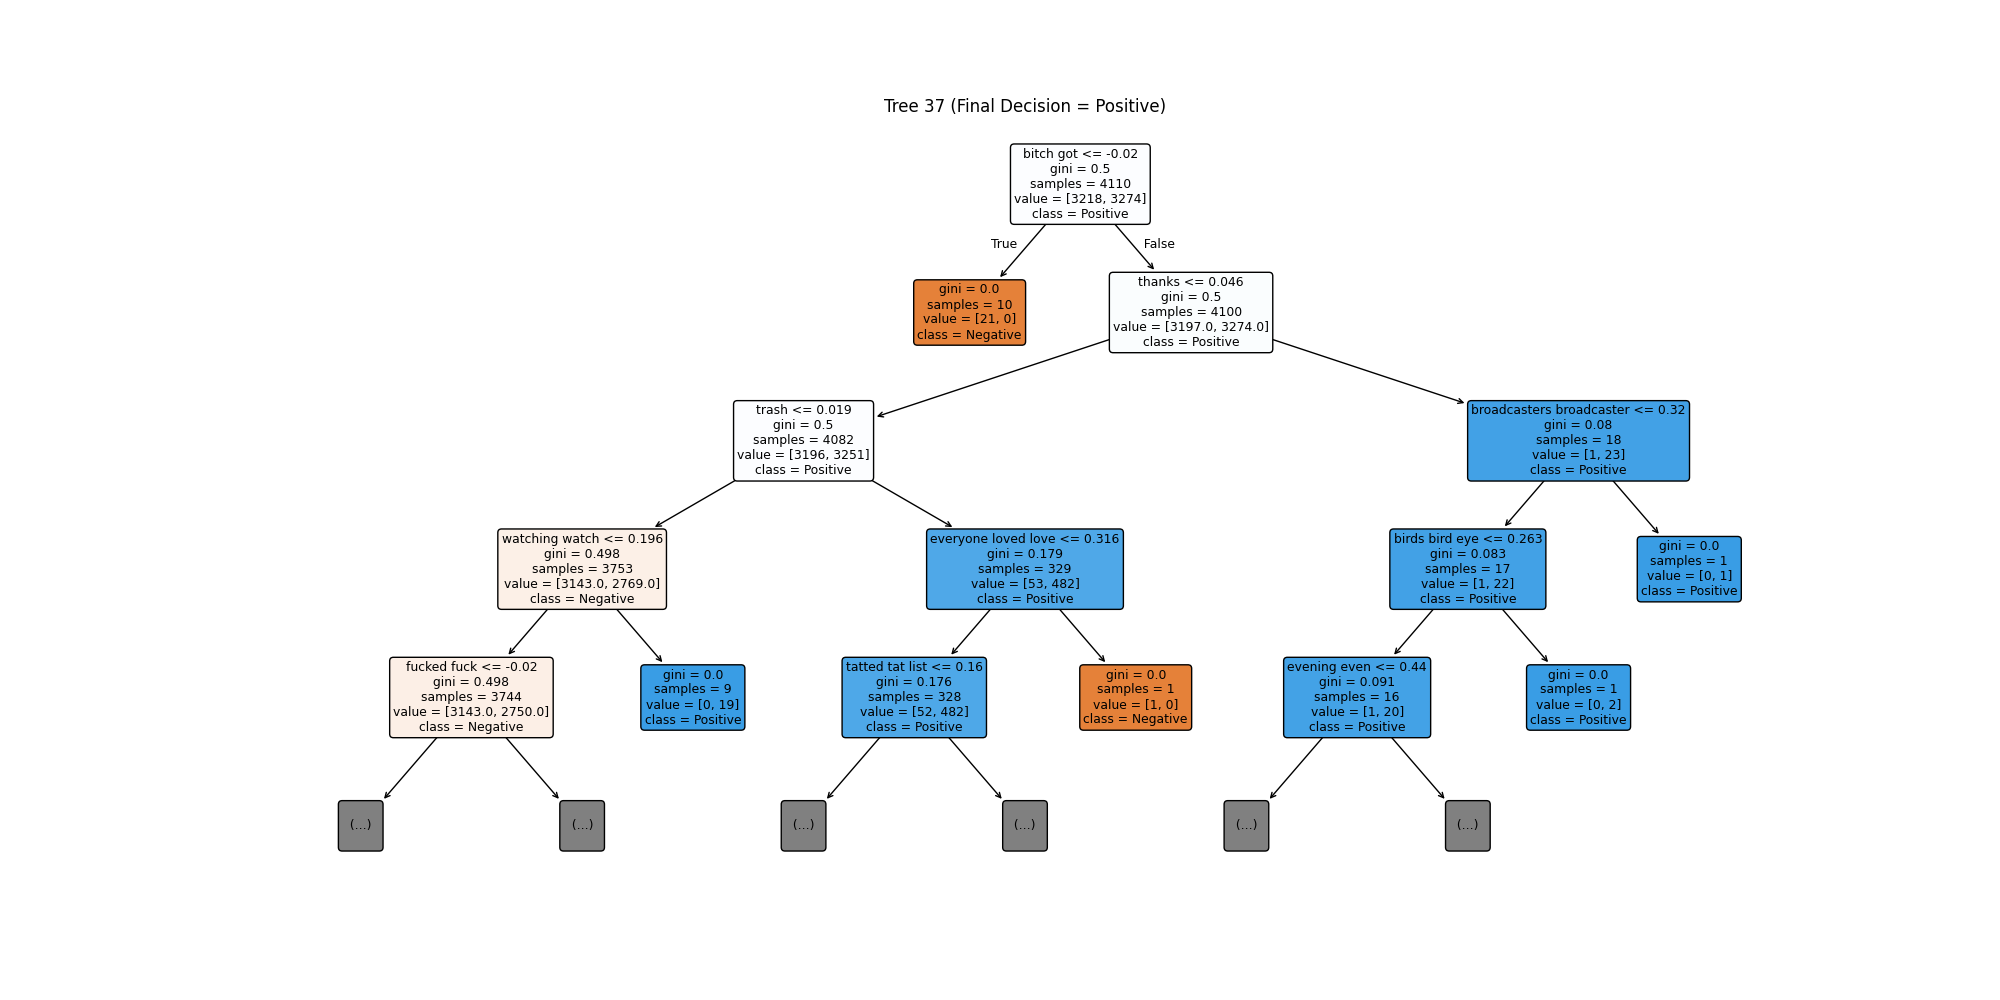 Tree 37 (Final Decision = Positive)
bitch got <= -0.02
gini = 0.5
samples = 4110
value = [3218, 3274]
class = Positive
True
False
gini = 0.0
samples = 10
value = [21, 0]
class = Negative
thanks <= 0.046
gini = 0.5
samples = 4100
value = [3197.0, 3274.0]
class = Positive
trash <= 0.019
gini = 0.5
samples = 4082
value = [3196, 3251]
class = Positive
broadcasters broadcaster <= 0.32
gini = 0.08
samples = 18
value = [1, 23]
class = Positive
watching watch <= 0.196
gini = 0.498
samples = 3753
value = [3143.0, 2769.0]
class = Negative
everyone loved love <= 0.316
gini = 0.179
samples = 329
value = [53, 482]
class = Positive
birds bird eye <= 0.263
gini = 0.083
samples = 17
value = [1, 22]
class = Positive
gini = 0.0
samples = 1
value = [0, 1]
class = Positive
fucked fuck <= -0.02
gini = 0.498
samples = 3744
value = [3143.0, 2750.0]
class = Negative
gini = 0.0
samples = 9
value = [0, 19]
class = Positive
tatted tat list <= 0.16
gini = 0.176
samples = 328
value = [52, 482]
class = Positive
gini = 0.0
samples = 1
value = [1, 0]
class = Negative
evening even <= 0.44
gini = 0.091
samples = 16
value = [1, 20]
class = Positive
gini = 0.0
samples = 1
value = [0, 2]
class = Positive
(...)
(...)
(...)
(...)
(...)
(...)